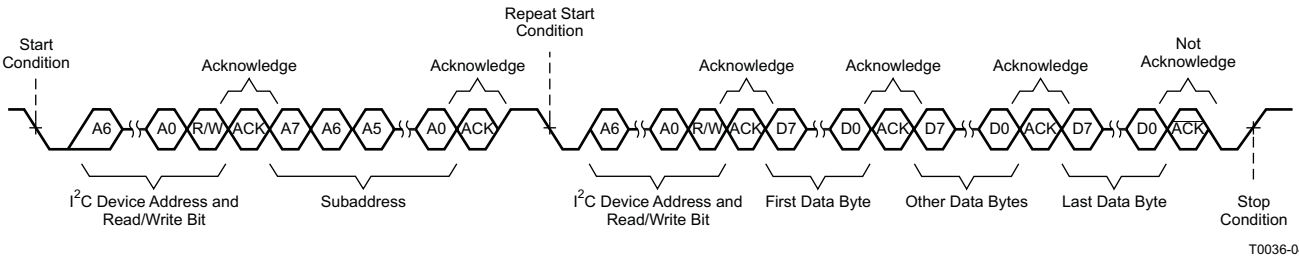 Repeat Start
Condition
Start
Condition
Not
Acknowledge
Acknowledge Acknowledge Acknowledge Acknowledge Acknowledge
A6 A0 R/W ACK A7 A6 A5 A0 ACK A6 A0 R/W ACK D7 D0 ACK D7 D0 ACK D7 D0 ACK
I²C Device Address and
Read/Write Bit
Subaddress
I²C Device Address and
Read/Write Bit
First Data Byte
Other Data Bytes
Last Data Byte
Stop
Condition
T0036-0